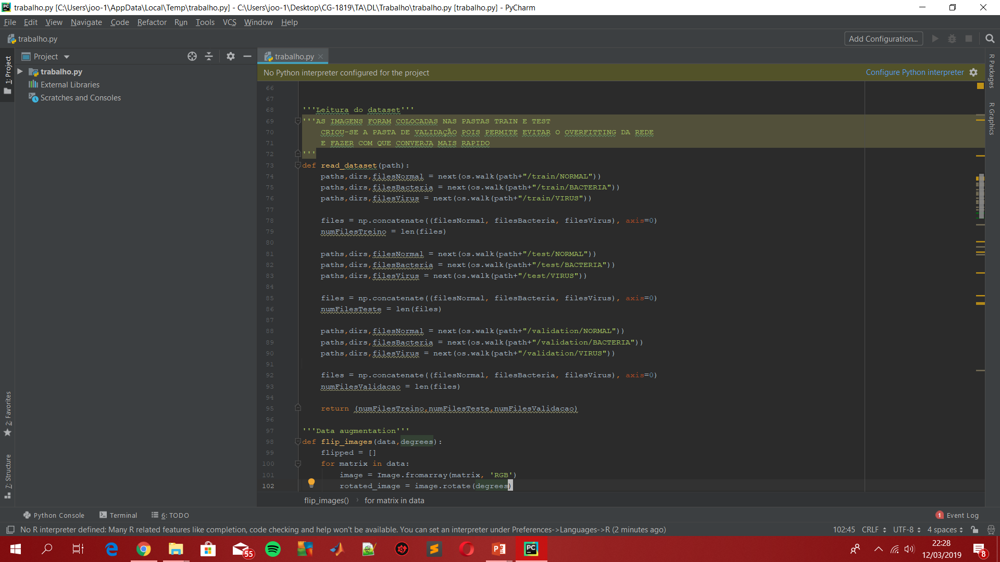 trabalho.py [C:\Users\joo-1\AppData\Local\Temp\trabalho.py] - C:\Users\joo-1\Desktop\CG-1819\TA\DL\Trabalho\trabalho.py [trabalho.py] - PyCharm
File Edit View Navigate Code Refactor Run Tools VCS Window Help
trabalho.py
Add Configuration...
1: Project
Project
trabalho.py
External Libraries
Scratches and Consoles
trabalho.py
No Python interpreter configured for the project
Configure Python interpreter
66
67
68 '''Leitura do dataset'''
69 '''AS IMAGENS FORAM COLOCADAS NAS PASTAS TRAIN E TEST
70 CRIOU-SE A PASTA DE VALIDAÇÃO POIS PERMITE EVITAR O OVERFITTING DA REDE
71 E FAZER COM QUE CONVERJA MAIS RAPIDO
72 '''
73 def read_dataset(path):
74 paths,dirs,filesNormal = next(os.walk(path+"/train/NORMAL"))
75 paths,dirs,filesBacteria = next(os.walk(path+"/train/BACTERIA"))
76 paths,dirs,filesVirus = next(os.walk(path+"/train/VIRUS"))
77
78 files = np.concatenate((filesNormal, filesBacteria, filesVirus), axis=0)
79 numFilesTreino = len(files)
80
81 paths,dirs,filesNormal = next(os.walk(path+"/test/NORMAL"))
82 paths,dirs,filesBacteria = next(os.walk(path+"/test/BACTERIA"))
83 paths,dirs,filesVirus = next(os.walk(path+"/test/VIRUS"))
84
85 files = np.concatenate((filesNormal, filesBacteria, filesVirus), axis=0)
86 numFilesTeste = len(files)
87
88 paths,dirs,filesNormal = next(os.walk(path+"/validation/NORMAL"))
89 paths,dirs,filesBacteria = next(os.walk(path+"/validation/BACTERIA"))
90 paths,dirs,filesVirus = next(os.walk(path+"/validation/VIRUS"))
91
92 files = np.concatenate((filesNormal, filesBacteria, filesVirus), axis=0)
93 numFilesValidacao = len(files)
94
95 return (numFilesTreino,numFilesTeste,numFilesValidacao)
96
97 '''Data augmentation'''
98 def flip_images(data,degrees):
99 flipped = []
100 for matrix in data:
101 image = Image.fromarray(matrix, 'RGB')
102 rotated_image = image.rotate(degrees)
flip_images() › for matrix in data
R Packages
R Graphics
2: Favorites
7: Structure
Python Console
Terminal
6: TODO
1 Event Log
No R interpreter defined: Many R related features like completion, code checking and help won't be available. You can set an interpreter under Preferences->Languages->R (2 minutes ago)
102:45 CRLF UTF-8 4 spaces
55
22:28
12/03/2019
8